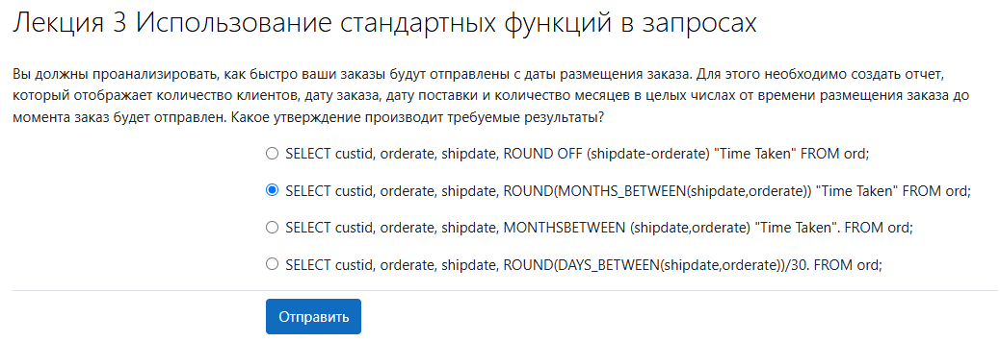 Лекция 3 Использование стандартных функций в запросах
Вы должны проанализировать, как быстро ваши заказы будут отправлены с даты размещения заказа. Для этого необходимо создать отчет,
который отображает количество клиентов, дату заказа, дату поставки и количество месяцев в целых числах от времени размещения заказа до
момента заказ будет отправлен. Какое утверждение производит требуемые результаты?
SELECT custid, orderate, shipdate, ROUND OFF (shipdate-orderate) "Time Taken" FROM ord;
SELECT custid, orderate, shipdate, ROUND(MONTHS_BETWEEN(shipdate,orderate)) "Time Taken" FROM ord;
SELECT custid, orderate, shipdate, MONTHSBETWEEN (shipdate,orderate) "Time Taken". FROM ord;
SELECT custid, orderate, shipdate, ROUND(DAYS_BETWEEN(shipdate,orderate))/30. FROM ord;
Отправить